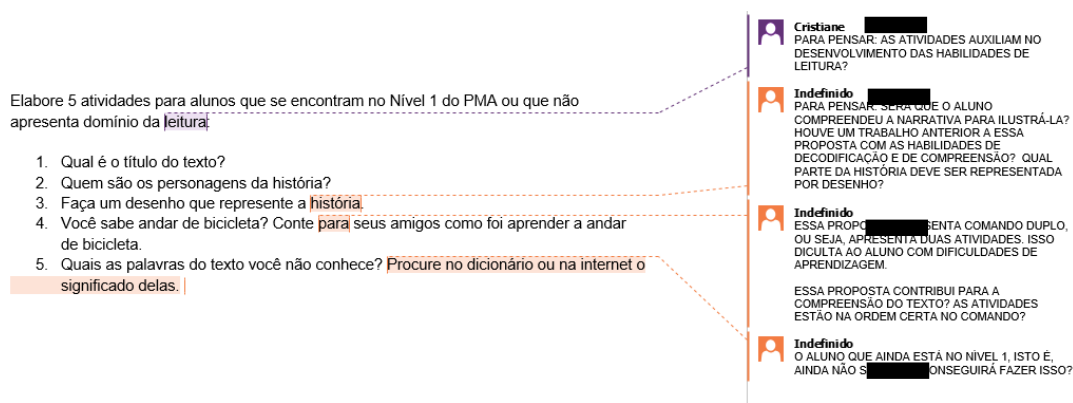 Elabore 5 atividades para alunos que se encontram no Nível 1 do PMA ou que não
apresenta domínio da leitura:
1. Qual é o título do texto?
2. Quem são os personagens da história?
3. Faça um desenho que represente a história.
4. Você sabe andar de bicicleta? Conte para seus amigos como foi aprender a andar
de bicicleta.
5. Quais as palavras do texto você não conhece? Procure no dicionário ou na internet o
significado delas.
Cristiane
PARA PENSAR: AS ATIVIDADES AUXILIAM NO
DESENVOLVIMENTO DAS HABILIDADES DE
LEITURA?
Indefinido
PARA PENSAR: SERÁ QUE O ALUNO
COMPREENDEU A NARRATIVA PARA ILUSTRÁ-LA?
HOUVE UM TRABALHO ANTERIOR A ESSA
PROPOSTA COM AS HABILIDADES DE
DECODIFICAÇÃO E DE COMPREENSÃO? QUAL
PARTE DA HISTÓRIA DEVE SER REPRESENTADA
POR DESENHO?
Indefinido
ESSA PROPO SENTA COMANDO DUPLO,
OU SEJA, APRESENTA DUAS ATIVIDADES. ISSO
DICULTA AO ALUNO COM DIFICULDADES DE
APRENDIZAGEM.
ESSA PROPOSTA CONTRIBUI PARA A
COMPREENSÃO DO TEXTO? AS ATIVIDADES
ESTÃO NA ORDEM CERTA NO COMANDO?
Indefinido
O ALUNO QUE AINDA ESTÁ NO NÍVEL 1, ISTO É,
AINDA NÃO S ONSEGUIRÁ FAZER ISSO?